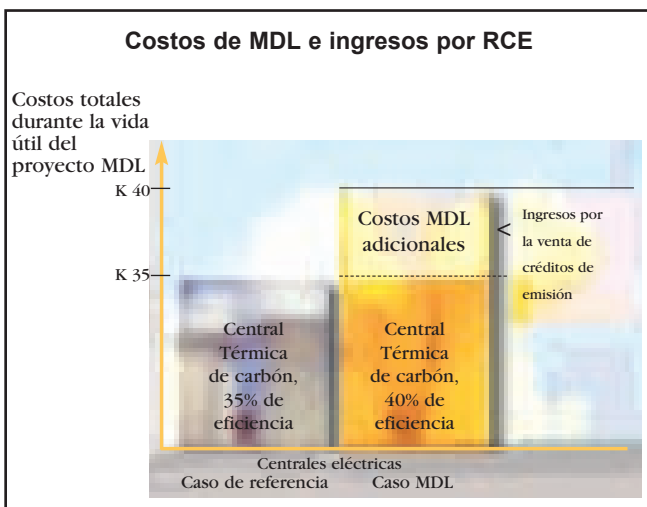 Costos de MDL e ingresos por RCE
Costos totales
durante la vida
útil del
proyecto MDL
K 40
K 35
Costos MDL
adicionales
<
Ingresos por
la venta de
créditos de
emisión
Central
Térmica
de carbón,
35% de
eficiencia
Central
Térmica
de carbón,
40% de
eficiencia
Centrales eléctricas
Caso de referencia
Caso MDL